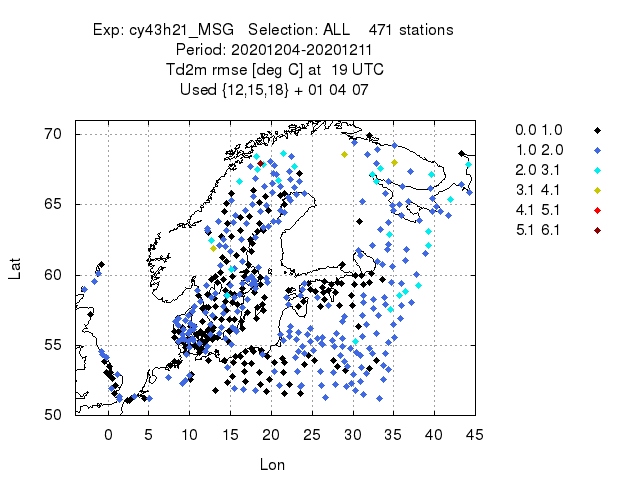 Exp: cy43h21_MSG Selection: ALL 471 stations
Period: 20201204-20201211
Td2m rmse [deg C] at 19 UTC
Used {12,15,18} + 01 04 07
70
65
60
55
50
Lat
0 5 10 15 20 25 30 35 40 45
Lon
0.0 1.0
1.0 2.0
2.0 3.1
3.1 4.1
4.1 5.1
5.1 6.1